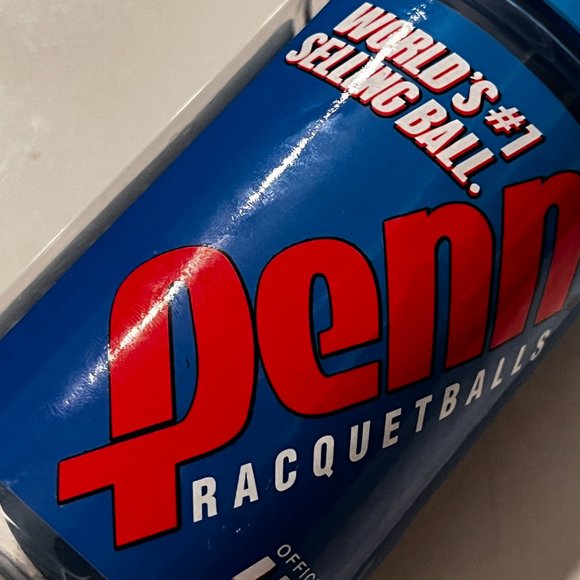 WORLD'S #1
SELLING BALL.
Penn
RACQUETBALLS